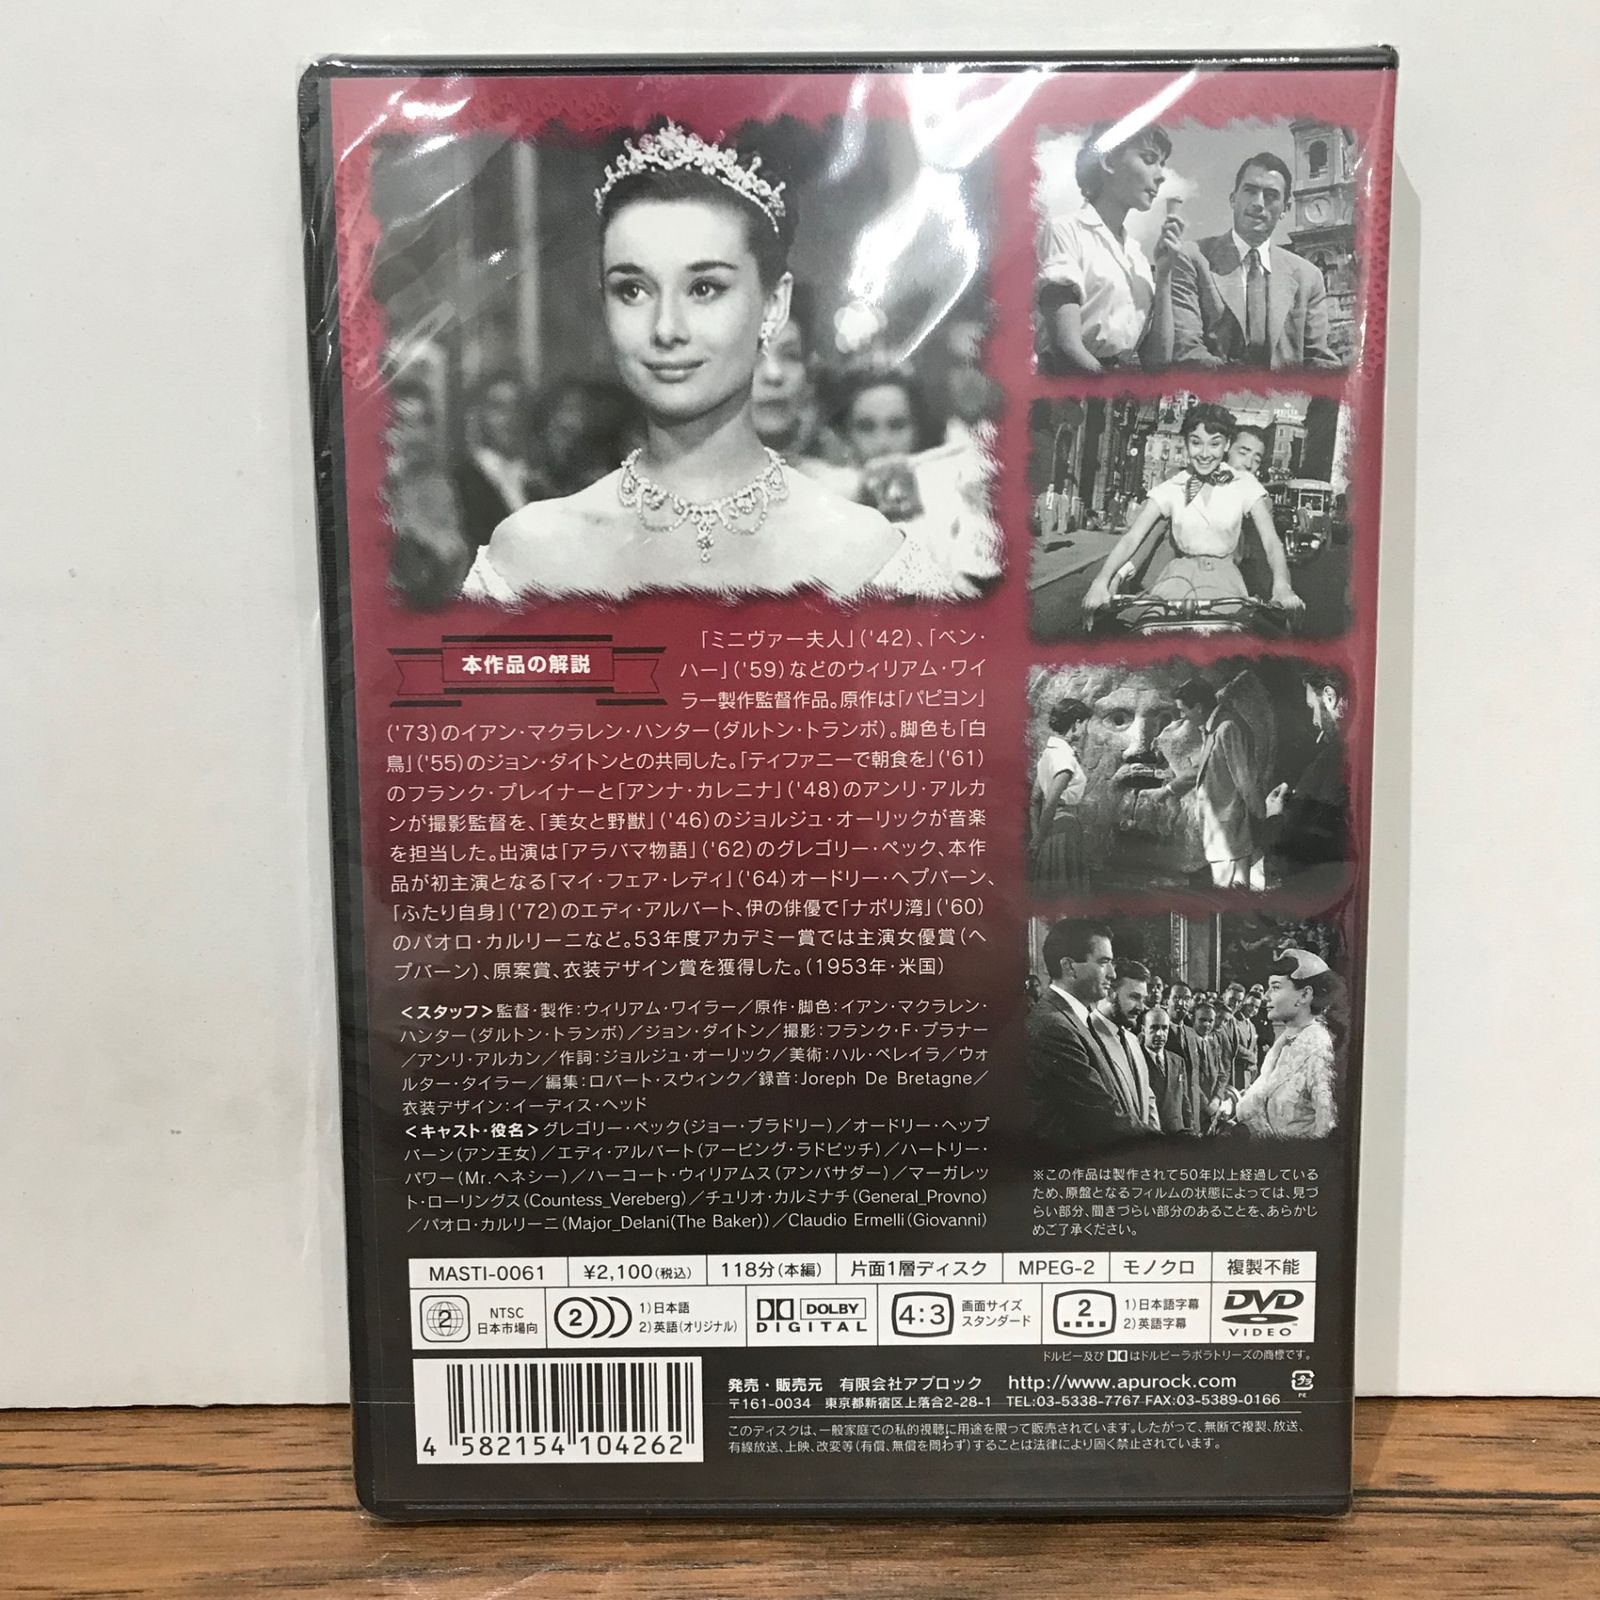 本作品の解説
「ミニヴァー夫人」('42)、「ベン・
ハー」('59)などのウィリアム・ワイ
ラー製作監督作品。原作は「パピヨン」
('73)のイアン・マクラレン・ハンター(ダルトン・トランボ)。脚色も「白
鳥」('55)のジョン・ダイトンとの共同した。「ティファニーで朝食を」('61)
のフランク・プレイナーと「アンナ・カレニナ」('48)のアンリ・アルカ
ンが撮影監督を、「美女と野獣」('46)のジョルジュ・オーリックが音楽
を担当した。出演は「アラバマ物語」('62)のグレゴリー・ペック、本作
品が初主演となる「マイ・フェア・レディ」('64)オードリー・ヘプバーン、
「ふたり自身」('72)のエディ・アルバート、伊の俳優で「ナポリ湾」('60)
のパオロ・カルリーニなど。53年度アカデミー賞では主演女優賞(ヘ
プバーン)、原案賞、衣装デザイン賞を獲得した。(1953年・米国)
<スタッフ>監督・製作:ウィリアム・ワイラー/原作・脚色:イアン・マクラレン・
ハンター(ダルトン・トランボ)/ジョン・ダイトン/撮影:フランク・F・プラナー
/アンリ・アルカン/作詞:ジョルジュ・オーリック/美術:ハル・ペレイラ/ウォ
ルター・タイラー/編集:ロバート・スウィンク/録音:Joreph De Bretagne/
衣装デザイン:イーディス・ヘッド
<キャスト・役名>グレゴリー・ペック(ジョー・ブラドリー)/オードリー・ヘップ
バーン(アン王女)/エディ・アルバート(アービング・ラドビッチ)/ハートリー・
パワー(Mr.ヘネシー)/ハーコート・ウィリアムス(アンバサダー)/マーガレッ
ト・ローリングス(Countess_Vereberg)/チュリオ・カルミナチ(General_Provno)
/パオロ・カルリーニ(Major_Delani(The Baker))/Claudio Ermelli(Giovanni)
※この作品は製作されて50年以上経過している
ため、原盤となるフィルムの状態によっては、見づ
らい部分、聞きづらい部分のあることを、あらかじ
めご了承ください。
MASTI-0061 ¥2,100(税込) 118分(本編) 片面1層ディスク MPEG-2 モノクロ 複製不能
2 NTSC 日本市場向 2 1)日本語 2)英語(オリジナル) DOLBY DIGITAL 4:3 画面サイズ スタンダード 2 1)日本語字幕 2)英語字幕 DVD VIDEO
ドルビー及びDDはドルビーラボラトリーズの商標です。
4 582154 104262
発売・販売元 有限会社アプロック http://www.apurock.com プラ PE
〒161-0034 東京都新宿区上落合2-28-1 TEL:03-5338-7767 FAX:03-5389-0166
このディスクは、一般家庭での私的視聴に用途を限って販売されています。したがって、無断で複製、放送、
有線放送、上映、改変等(有償、無償を問わず)することは法律により固く禁止されています。